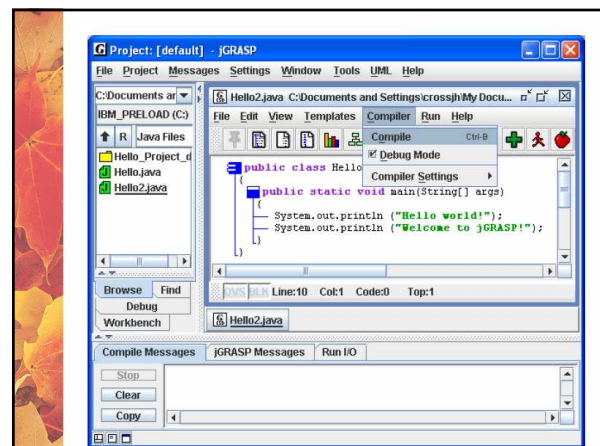 Project: [default] - jGRASP
File Project Messages Settings Window Tools UML Help
C:\Documents ar
IBM_PRELOAD (C:)
R Java Files
Hello_Project_d
Hello.java
Hello2.java
Browse Find
Debug
Workbench
Hello2.java C:\Documents and Settings\crossjh\My Docu...
File Edit View Templates Compiler Run Help
Compile Ctrl-B
Debug Mode
Compiler Settings
public class Hello
{
public static void main(String[] args)
{
System.out.println ("Hello world!");
System.out.println ("Welcome to jGRASP!");
}
}
OVS BLK Line:10 Col:1 Code:0 Top:1
Hello2.java
Compile Messages jGRASP Messages Run I/O
Stop
Clear
Copy